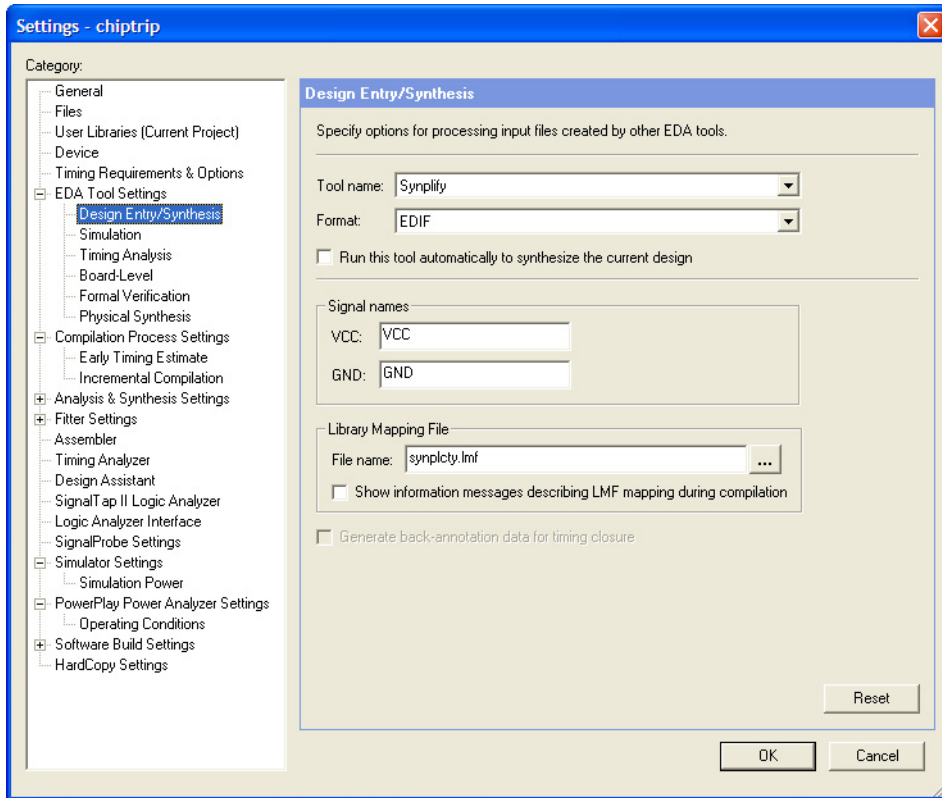 Settings - chiptrip
Category:
General
Files
User Libraries (Current Project)
Device
Timing Requirements & Options
EDA Tool Settings
Design Entry/Synthesis
Simulation
Timing Analysis
Board-Level
Formal Verification
Physical Synthesis
Compilation Process Settings
Early Timing Estimate
Incremental Compilation
Analysis & Synthesis Settings
Fitter Settings
Assembler
Timing Analyzer
Design Assistant
SignalTap II Logic Analyzer
Logic Analyzer Interface
SignalProbe Settings
Simulator Settings
Simulation Power
PowerPlay Power Analyzer Settings
Operating Conditions
Software Build Settings
HardCopy Settings
Design Entry/Synthesis
Specify options for processing input files created by other EDA tools.
Tool name: Synplify
Format: EDIF
Run this tool automatically to synthesize the current design
Signal names
VCC: VCC
GND: GND
Library Mapping File
File name: synplcty.lmf ...
Show information messages describing LMF mapping during compilation
Generate back-annotation data for timing closure
Reset
OK Cancel